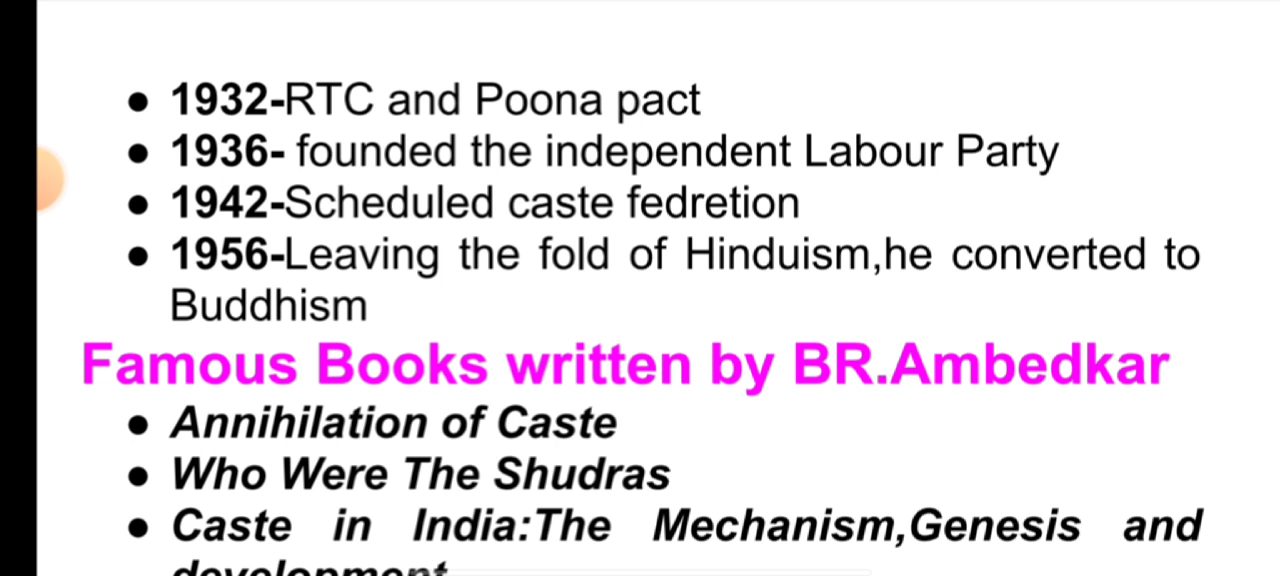 ● 1932-RTC and Poona pact
● 1936- founded the independent Labour Party
● 1942-Scheduled caste fedretion
● 1956-Leaving the fold of Hinduism,he converted to
Buddhism
Famous Books written by BR.Ambedkar
● Annihilation of Caste
● Who Were The Shudras
● Caste in India:The Mechanism,Genesis and
development